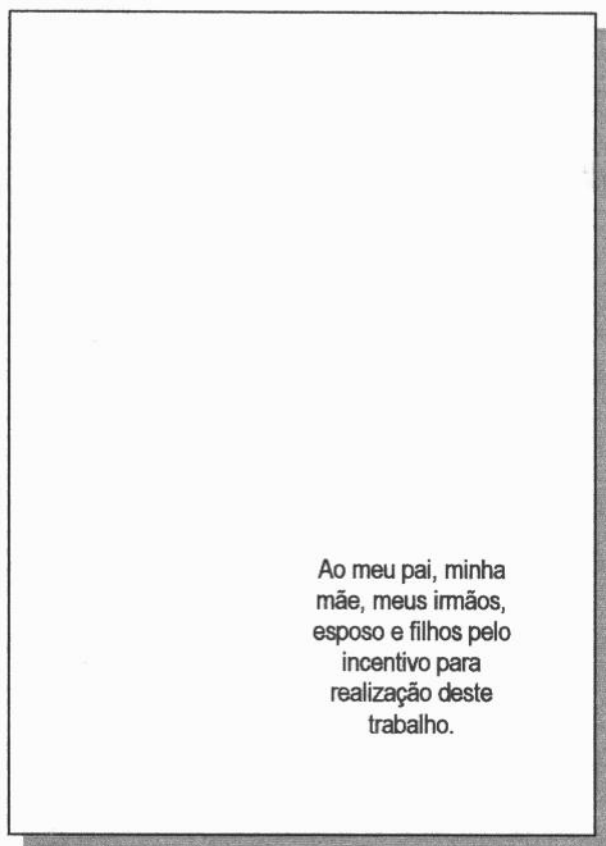 Ao meu pai, minha
mãe, meus irmãos,
esposo e filhos pelo
incentivo para
realização deste
trabalho.